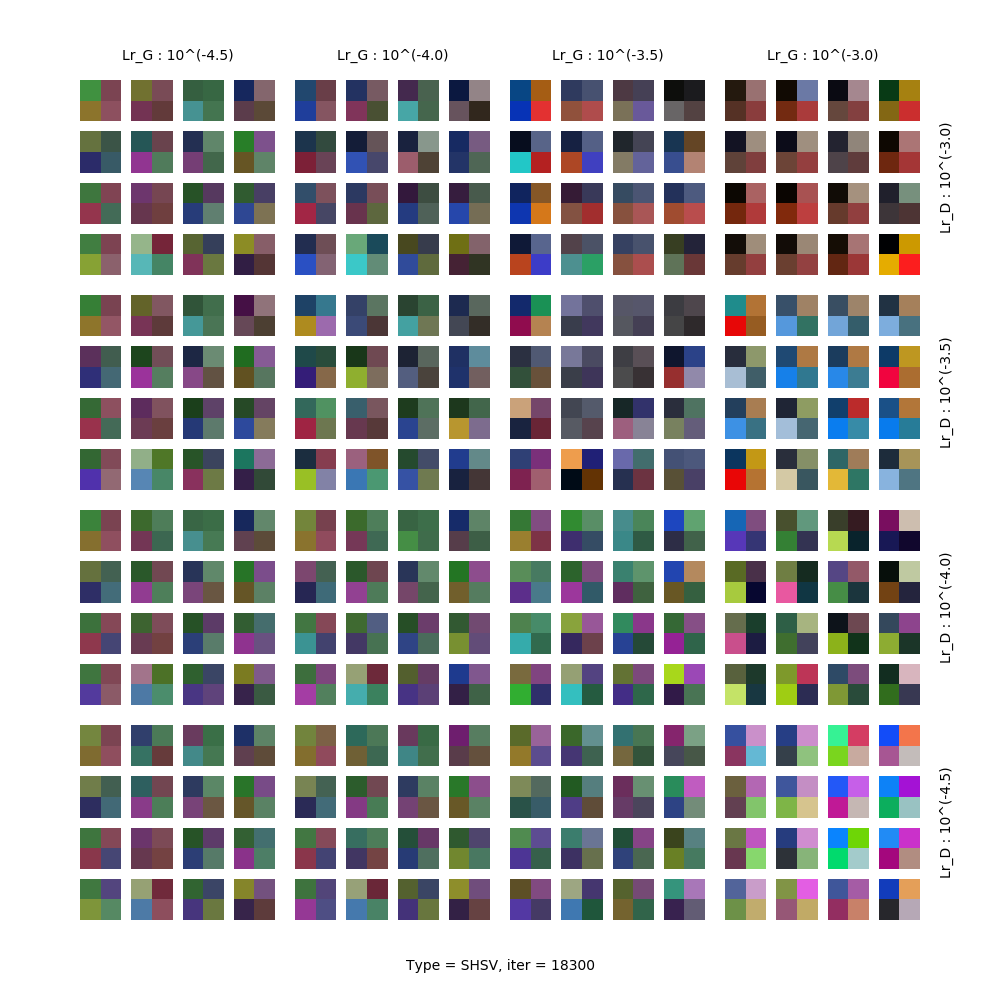 Lr_G : 10^(-4.5)
Lr_G : 10^(-4.0)
Lr_G : 10^(-3.5)
Lr_G : 10^(-3.0)
Lr_D : 10^(-3.0)
Lr_D : 10^(-3.5)
Lr_D : 10^(-4.0)
Lr_D : 10^(-4.5)
Type = SHSV, iter = 18300